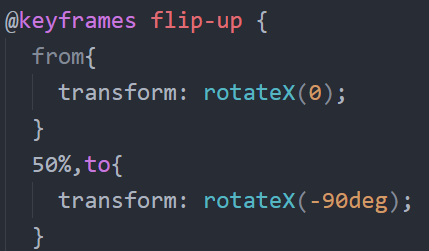 @keyframes flip-up {
from{
transform: rotateX(0);
}
50%,to{
transform: rotateX(-90deg);
}